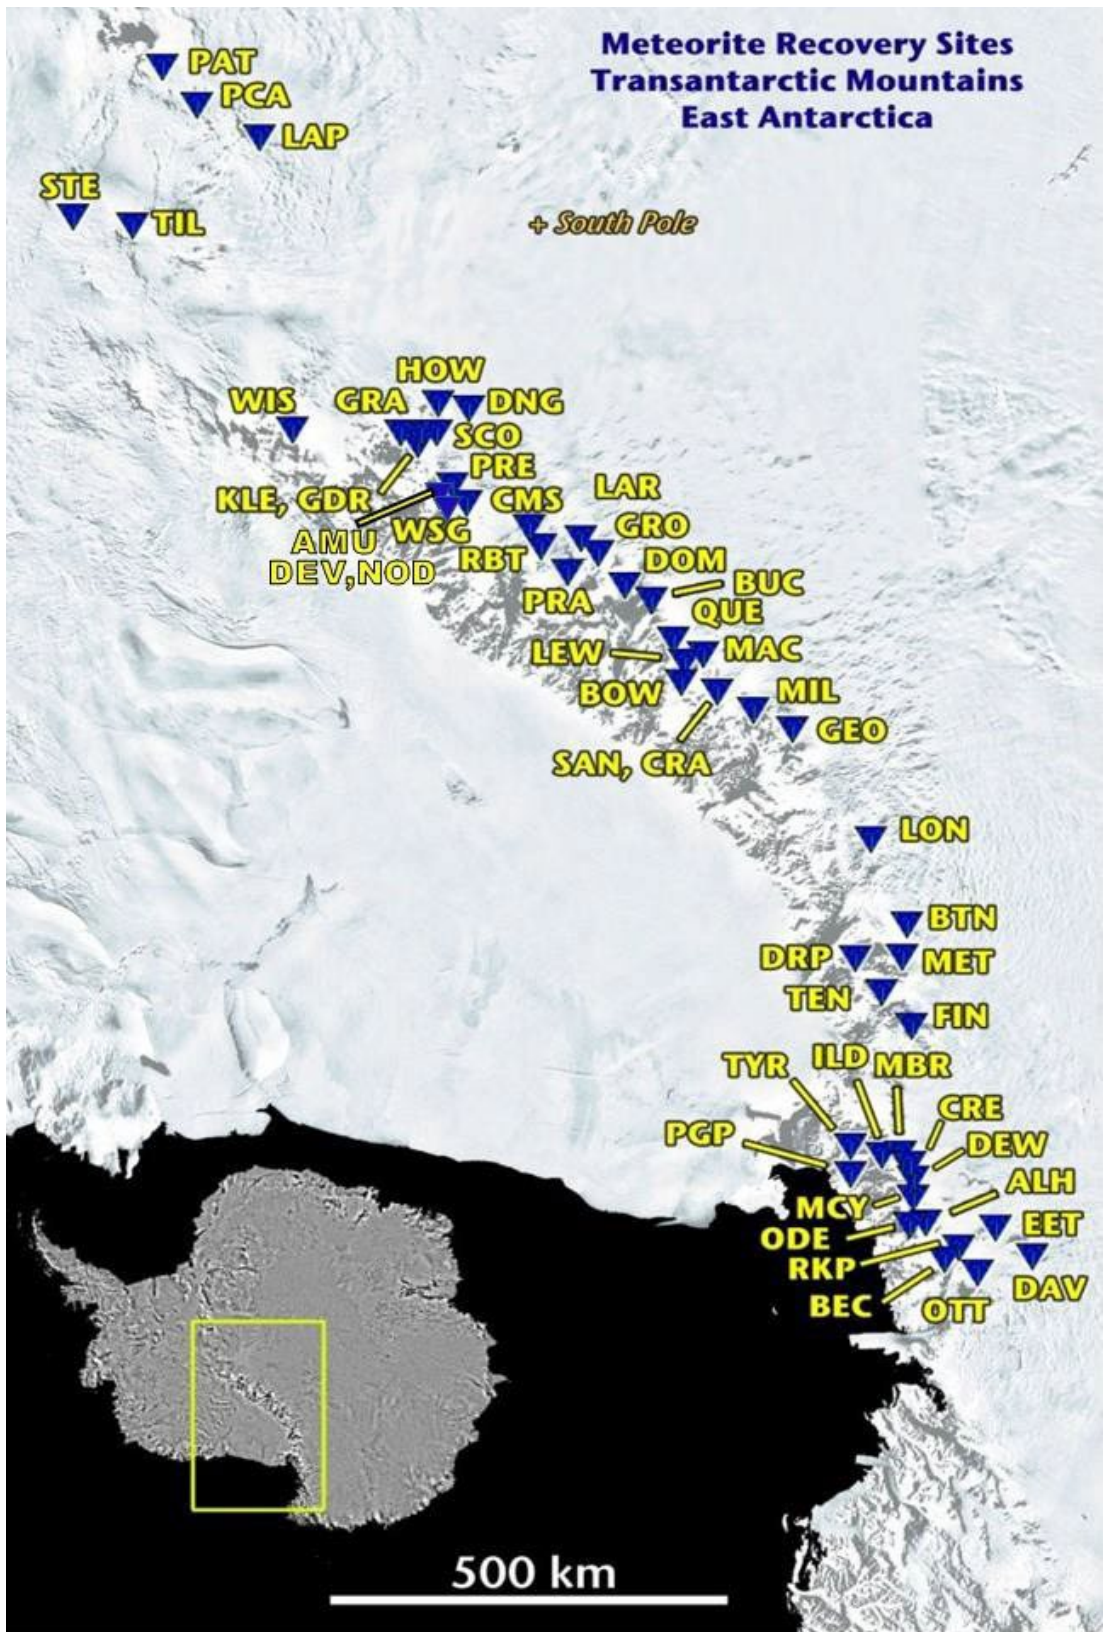 Meteorite Recovery Sites
Transantarctic Mountains
East Antarctica
PAT
PCA
LAP
STE
TIL
+ South Pole
HOW
WIS
GRA
DNG
SCO
PRE
KLE, GDR
CMS
LAR
WSG
GRO
AMU
DEV,NOD
RBT
DOM
BUC
PRA
QUE
LEW
MAC
BOW
MIL
GEO
SAN, CRA
LON
BTN
DRP
MET
TEN
FIN
TYR
ILD
MBR
CRE
PGP
DEW
ALH
MCY
EET
ODE
RKP
DAV
BEC
OTT
500 km